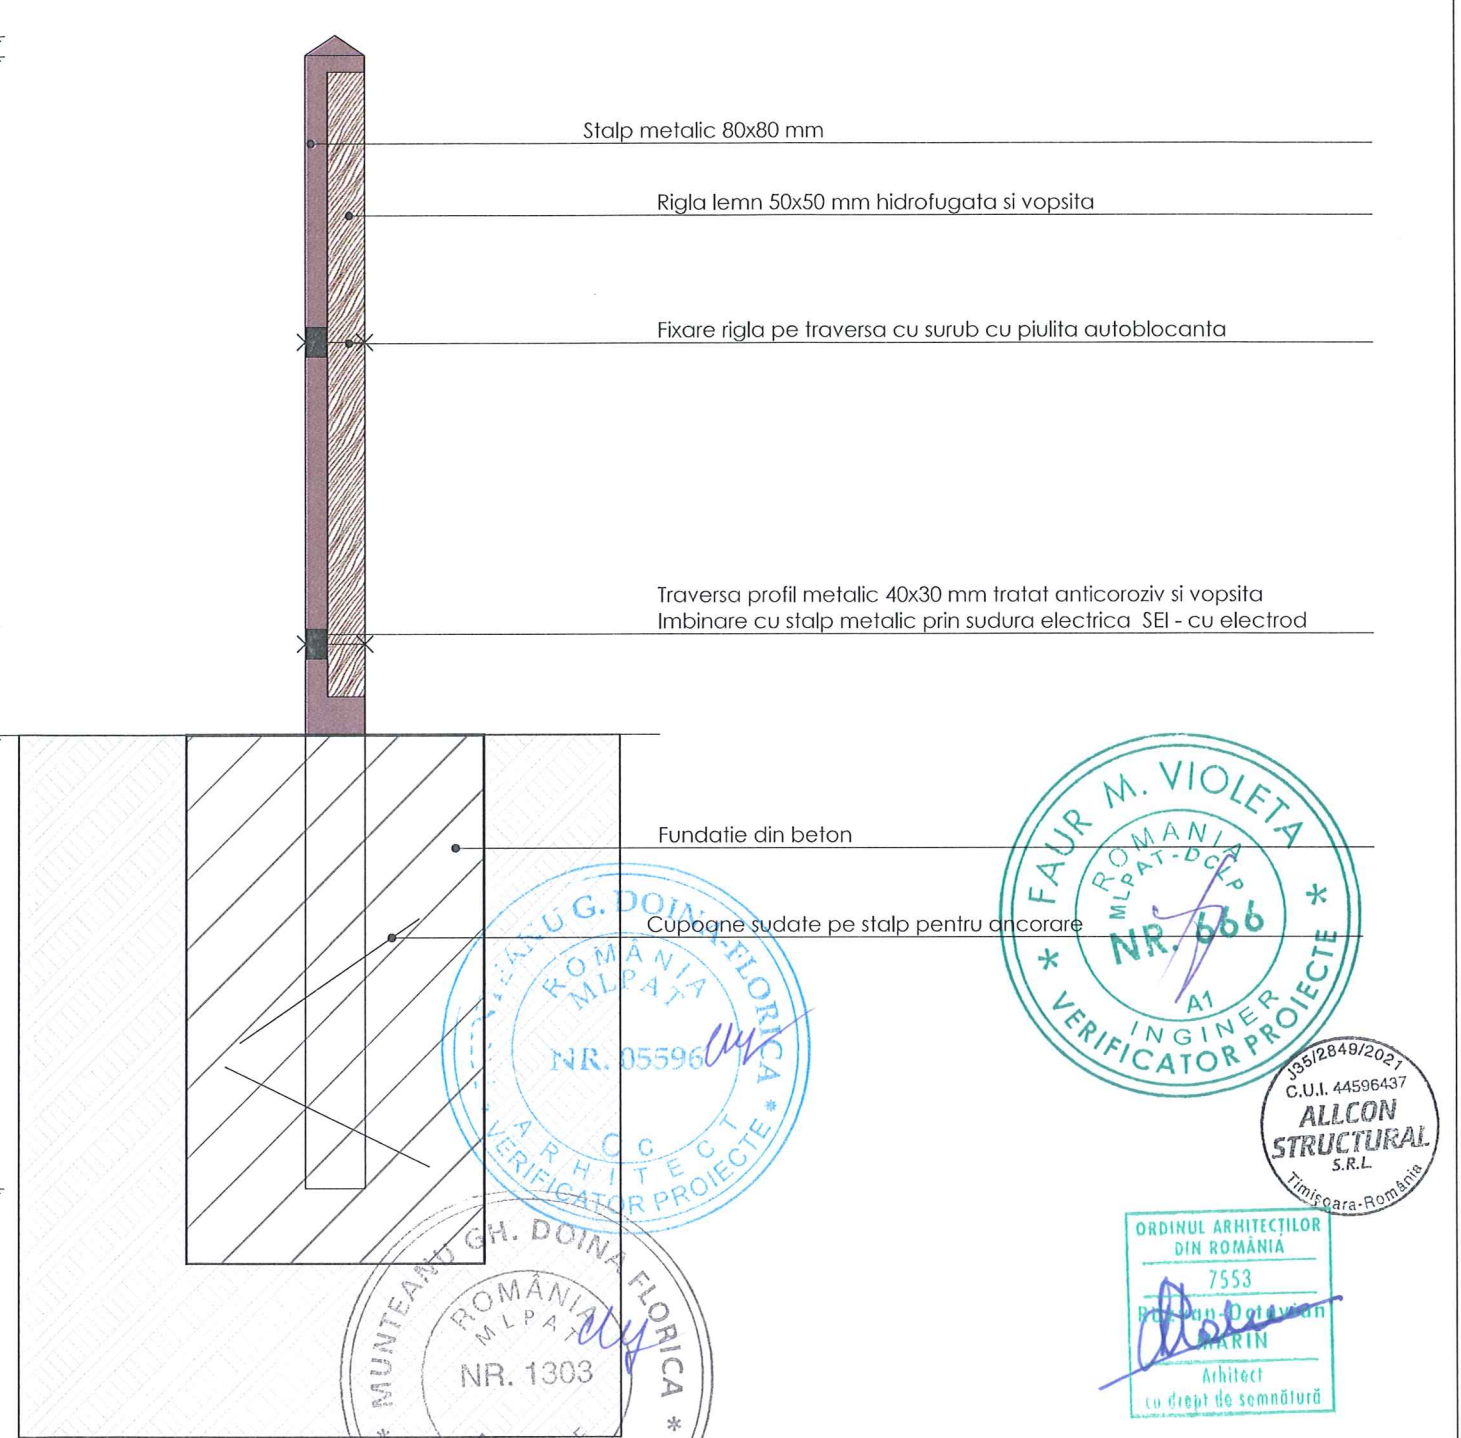 Stalp metalic 80x80 mm
Rigla lemn 50x50 mm hidrofugata si vopsita
Fixare rigla pe traversa cu surub cu piulita autoblocanta
Traversa profil metalic 40x30 mm tratat anticoroziv si vopsita
Imbinare cu stalp metalic prin sudura electrica SEI - cu electrod
Fundatie din beton
Cupoane sudate pe stalp pentru ancorare
* FAUR M. VIOLETA *
VERIFICATOR PROIECTE
ROMANIA
MLPAT-DCLP
NR. 666
A1
INGINER
G. DOINA-FLORICA *
VERIFICATOR PROIECTE
ROMÂNIA
MLPAT
NR. 05596
Cc
ARHITECT
J35/2849/2021
C.U.I. 44596437
ALLCON
STRUCTURAL
S.R.L.
Timişoara-România
ORDINUL ARHITECȚILOR
DIN ROMÂNIA
7553
MARIN
Arhitect
cu drept de semnătură
* MUNTEANU GH. DOINA FLORICA *
ROMÂNIA
MLPAT
NR. 1303